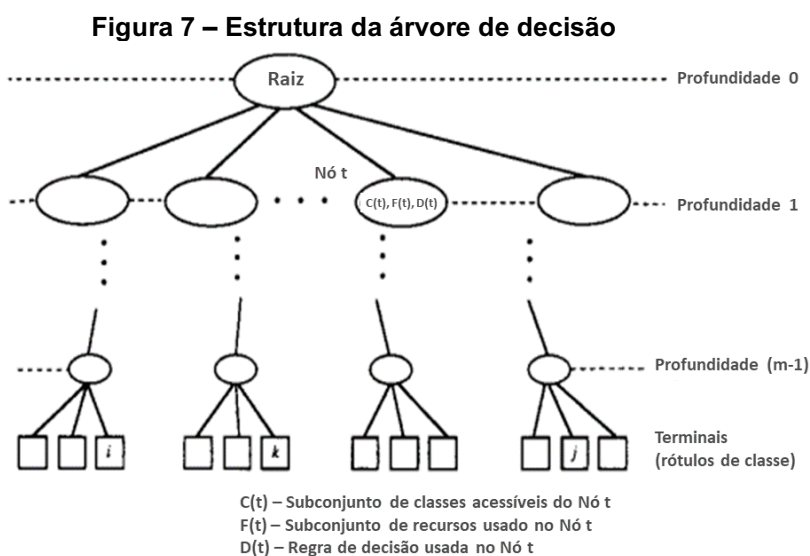 Figura 7 – Estrutura da árvore de decisão
Raiz
Profundidade 0
Nó t
C(t), F(t), D(t)
Profundidade 1
Profundidade (m-1)
i
k
j
Terminais
(rótulos de classe)
C(t) – Subconjunto de classes acessíveis do Nó t
F(t) – Subconjunto de recursos usado no Nó t
D(t) – Regra de decisão usada no Nó t